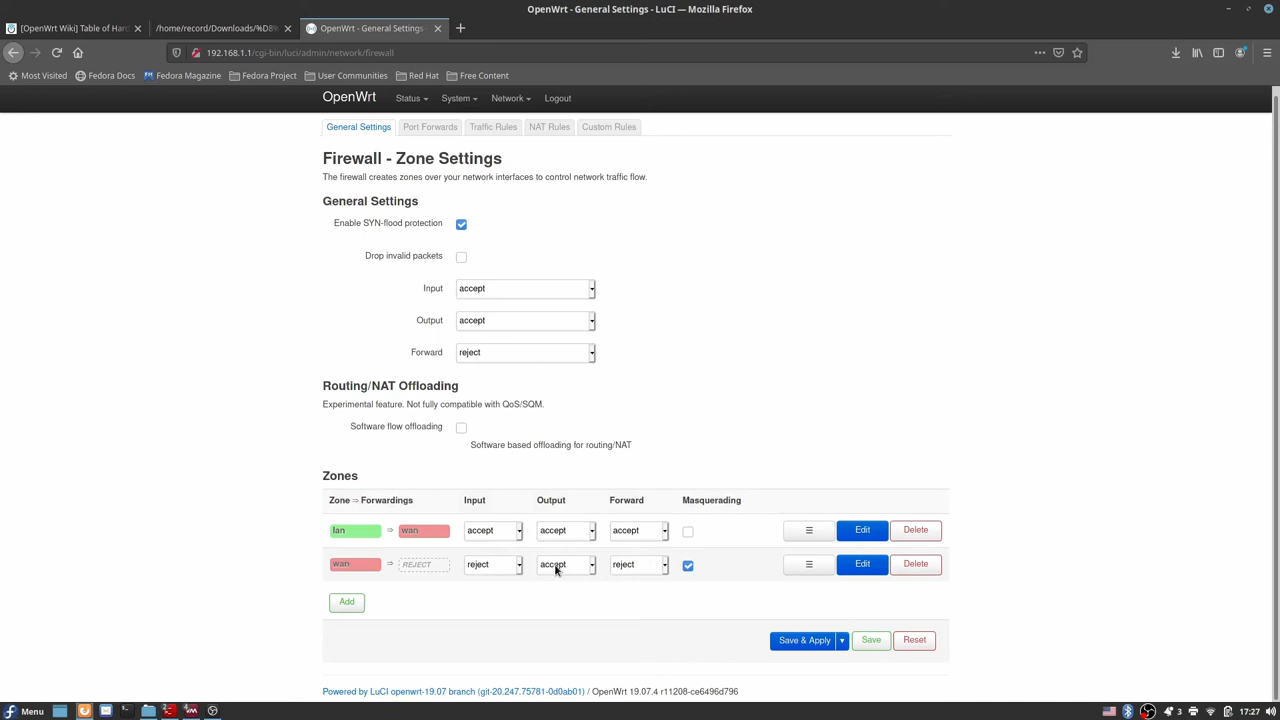 OpenWrt - General Settings - LuCI — Mozilla Firefox
[OpenWrt Wiki] Table of Hard
/home/record/Downloads/%D8%
OpenWrt - General Settings
192.168.1.1/cgi-bin/luci/admin/network/firewall
Most Visited Fedora Docs Fedora Magazine Fedora Project User Communities Red Hat Free Content
OpenWrt Status System Network Logout
General Settings Port Forwards Traffic Rules NAT Rules Custom Rules
Firewall - Zone Settings
The firewall creates zones over your network interfaces to control network traffic flow.
General Settings
Enable SYN-flood protection
Drop invalid packets
Input accept
Output accept
Forward reject
Routing/NAT Offloading
Experimental feature. Not fully compatible with QoS/SQM.
Software flow offloading
Software based offloading for routing/NAT
Zones
Zone ⇒ Forwardings Input Output Forward Masquerading
lan ⇒ wan accept accept accept ☰ Edit Delete
wan ⇒ REJECT reject accept reject ☰ Edit Delete
Add
Save & Apply Save Reset
Powered by LuCI openwrt-19.07 branch (git-20.247.75781-0d0ab01) / OpenWrt 19.07.4 r11208-ce6496d796
Menu 3 17:27